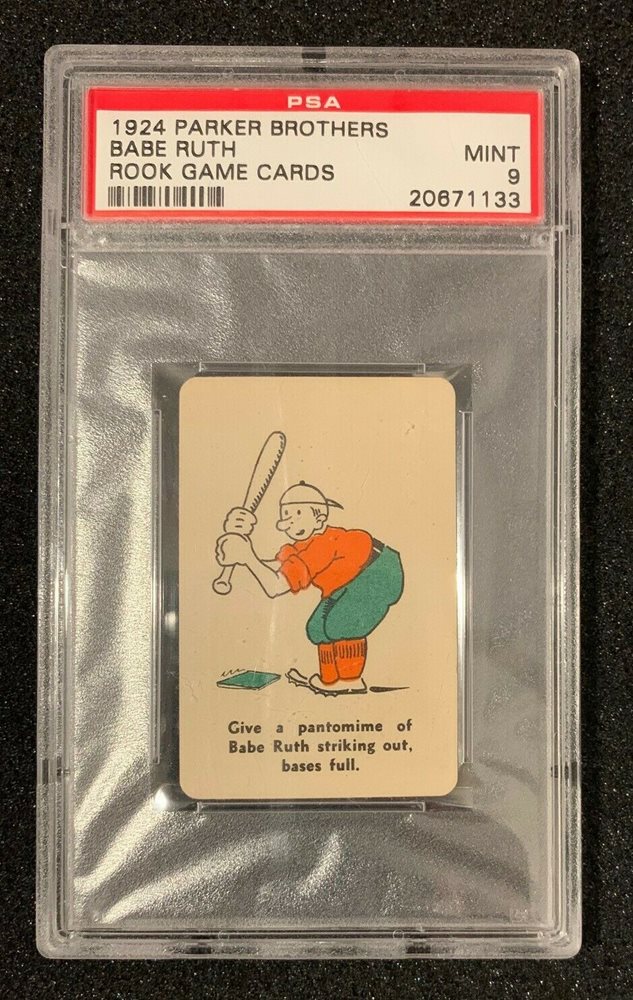 PSA
1924 PARKER BROTHERS
BABE RUTH MINT
ROOK GAME CARDS 9
20671133
Give a pantomime of
Babe Ruth striking out,
bases full.